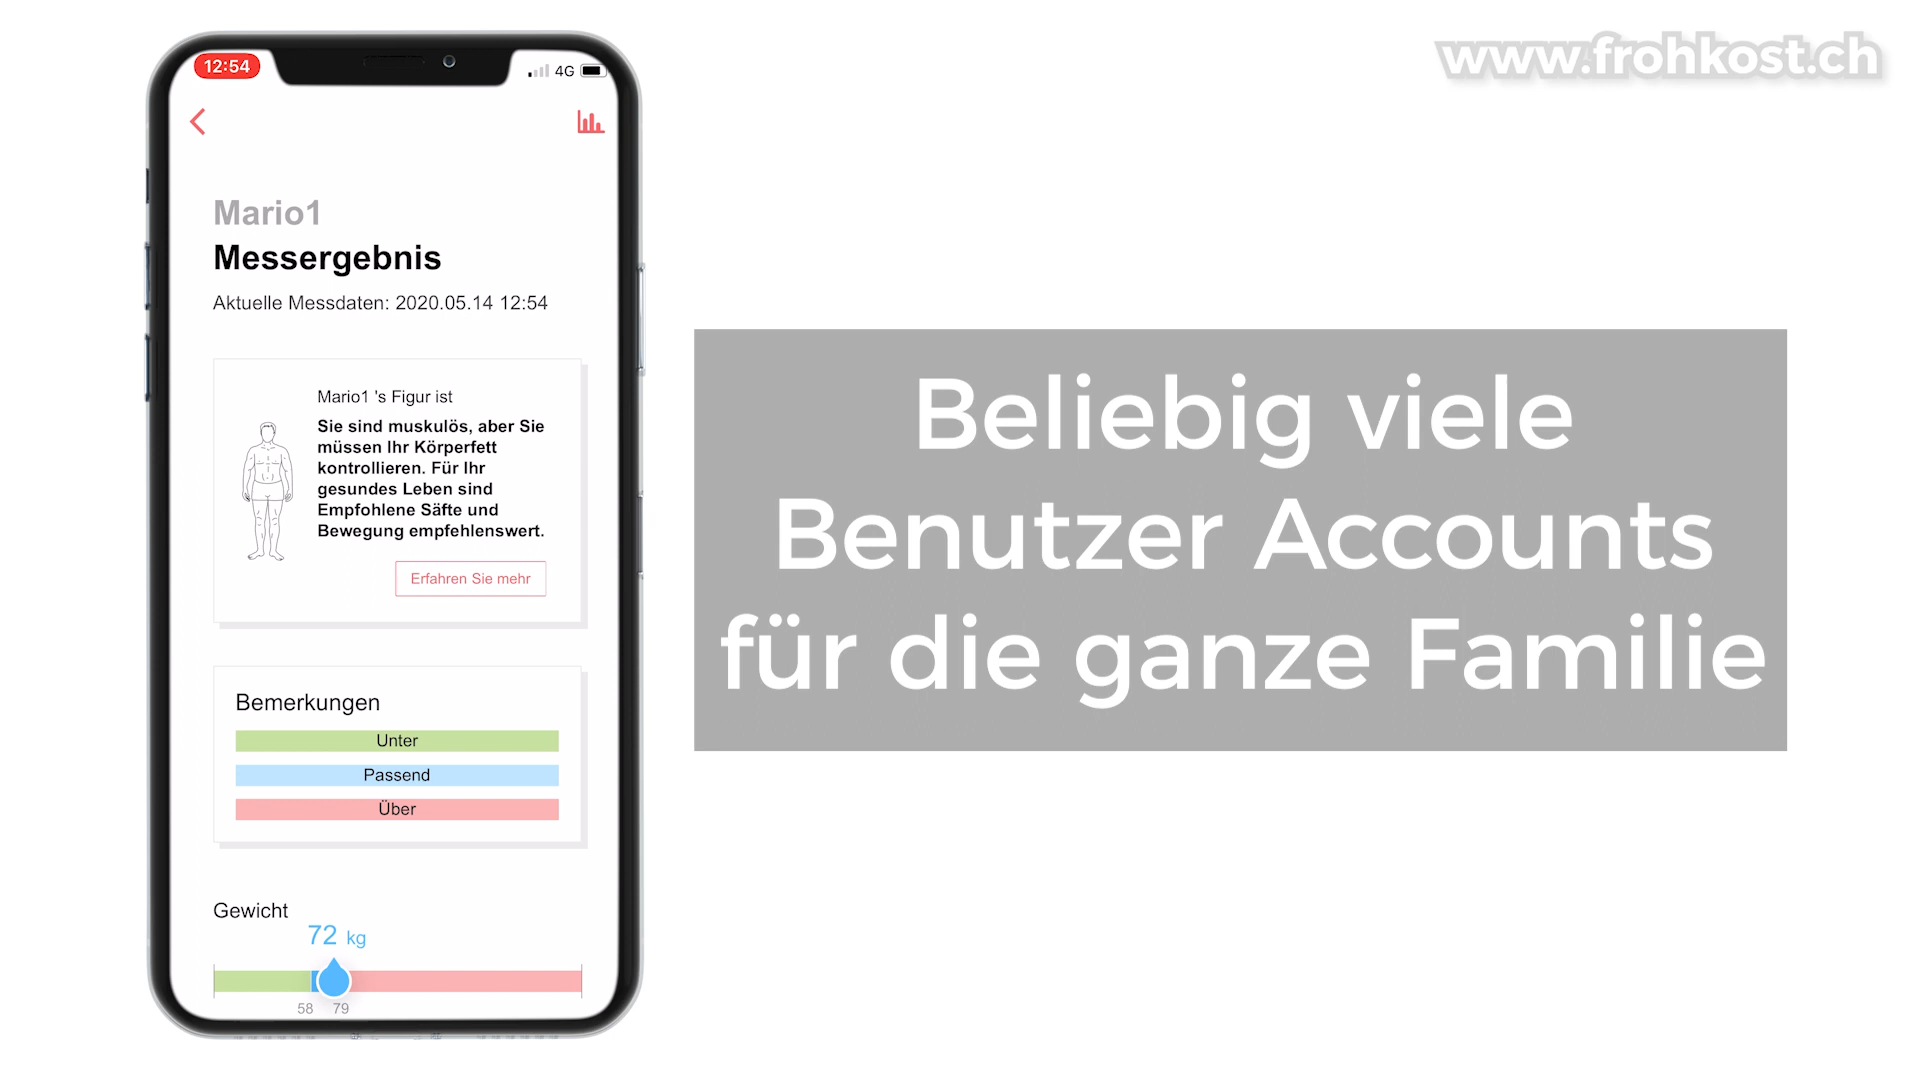 www.frohkost.ch
12:54
4G
Mario1
Messergebnis
Aktuelle Messdaten: 2020.05.14 12:54
Mario1 's Figur ist
Sie sind muskulös, aber Sie
müssen Ihr Körperfett
kontrollieren. Für Ihr
gesundes Leben sind
Empfohlene Säfte und
Bewegung empfehlenswert.
Erfahren Sie mehr
Bemerkungen
Unter
Passend
Über
Gewicht
72 kg
58 79
Beliebig viele
Benutzer Accounts
für die ganze Familie